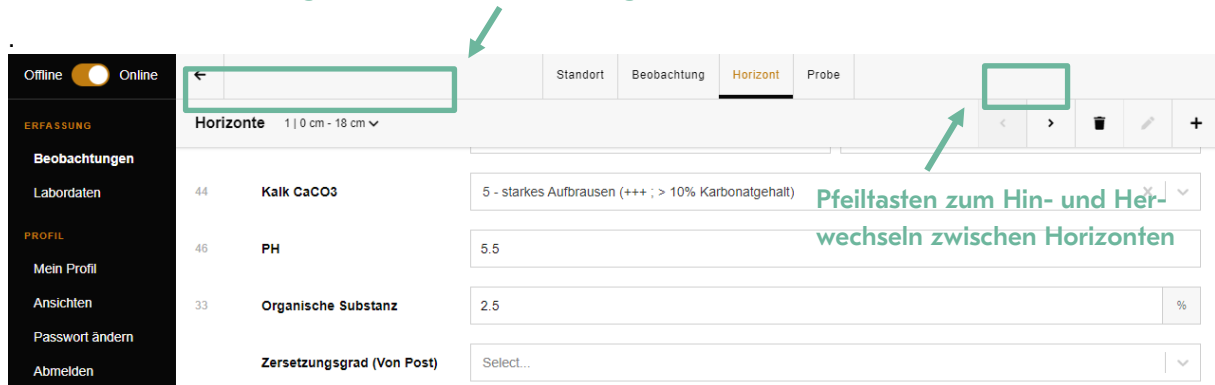 .
Offline Online
Standort Beobachtung Horizont Probe
ERFASSUNG
Horizonte 1 | 0 cm - 18 cm
Beobachtungen
Labordaten
44 Kalk CaCO3 5 - starkes Aufbrausen (+++ ; > 10% Karbonatgehalt)
Pfeiltasten zum Hin- und Her-
wechseln zwischen Horizonten
PROFIL
46 PH 5.5
Mein Profil
Ansichten
33 Organische Substanz 2.5 %
Passwort ändern
Zersetzungsgrad (Von Post) Select...
Abmelden